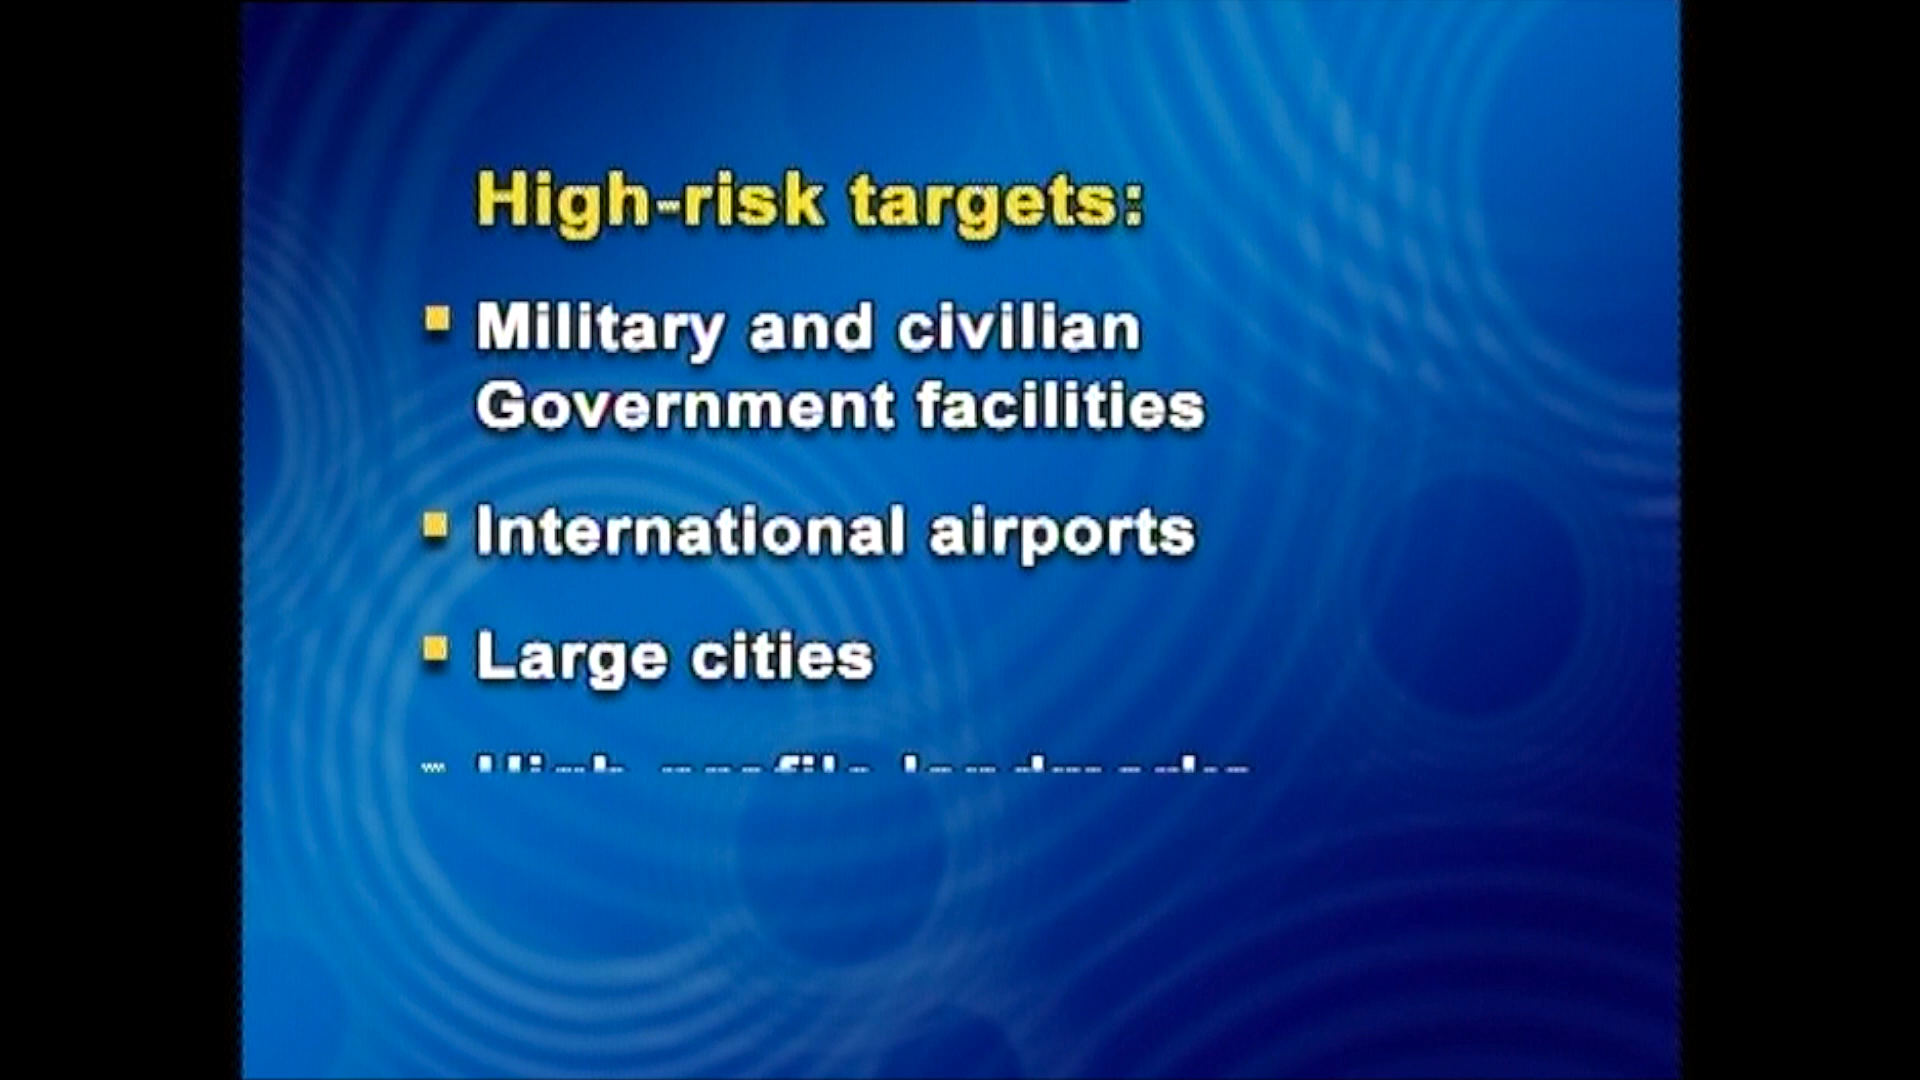 High-risk targets:
Military and civilian
Government facilities
International airports
Large cities